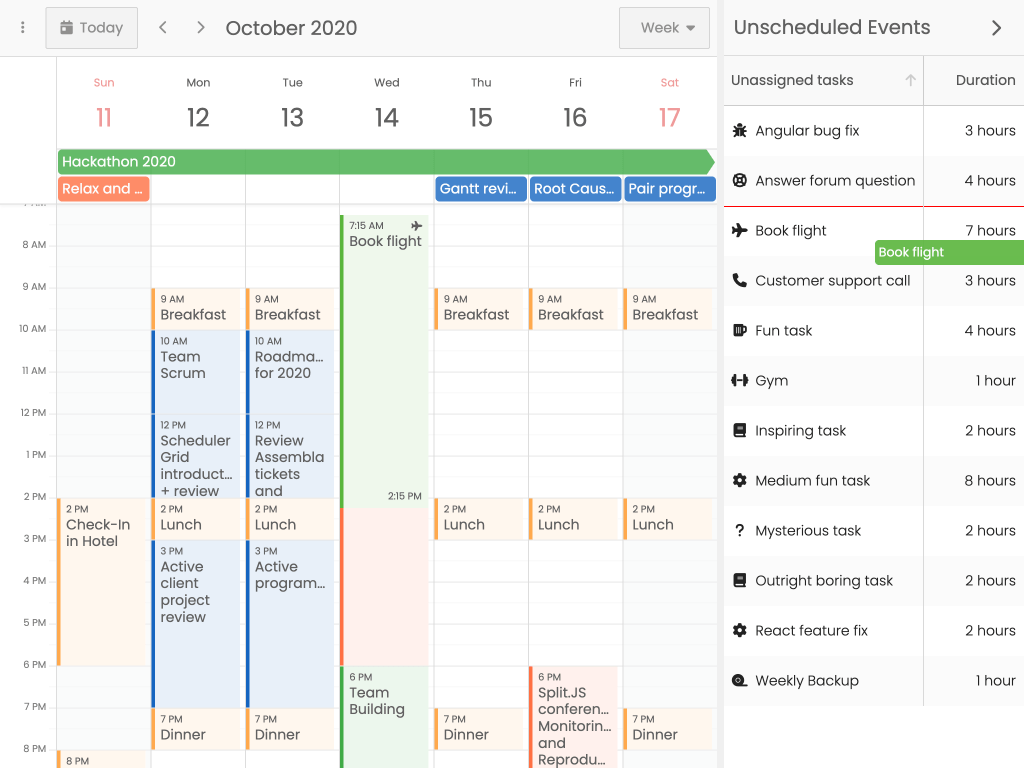 Today
October 2020
Week
Sun
Mon
Tue
Wed
Thu
Fri
Sat
11
12
13
14
15
16
17
Hackathon 2020
Relax and ...
Gantt revi...
Root Caus...
Pair progr...
8 AM
9 AM
10 AM
11 AM
12 PM
1 PM
2 PM
3 PM
4 PM
5 PM
6 PM
7 PM
8 PM
2 PM
Check-In
in Hotel
8 PM
9 AM
Breakfast
10 AM
Team
Scrum
12 PM
Scheduler
Grid
introduct...
+ review
2 PM
Lunch
3 PM
Active
client
project
review
7 PM
Dinner
9 AM
Breakfast
10 AM
Roadma...
for 2020
12 PM
Review
Assembla
tickets
and
2 PM
Lunch
3 PM
Active
program...
7 PM
Dinner
7:15 AM
Book flight
2:15 PM
6 PM
Team
Building
9 AM
Breakfast
2 PM
Lunch
7 PM
Dinner
9 AM
Breakfast
2 PM
Lunch
6 PM
Split.JS
conferen...
Monitorin...
and
Reprodu...
9 AM
Breakfast
2 PM
Lunch
7 PM
Dinner
Unscheduled Events
Unassigned tasks Duration
Angular bug fix 3 hours
Answer forum question 4 hours
Book flight 7 hours
Book flight
Customer support call 3 hours
Fun task 4 hours
Gym 1 hour
Inspiring task 2 hours
Medium fun task 8 hours
Mysterious task 2 hours
Outright boring task 2 hours
React feature fix 2 hours
Weekly Backup 1 hour